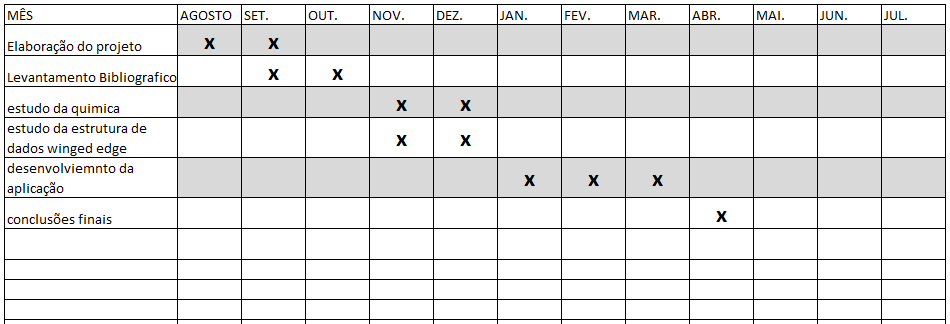 MÊS AGOSTO SET. OUT. NOV. DEZ. JAN. FEV. MAR. ABR. MAI. JUN. JUL.
Elaboração do projeto X X
Levantamento Bibliografico X X
estudo da quimica X X
estudo da estrutura de
dados winged edge X X
desenvolviemnto da
aplicação X X X
conclusões finais X